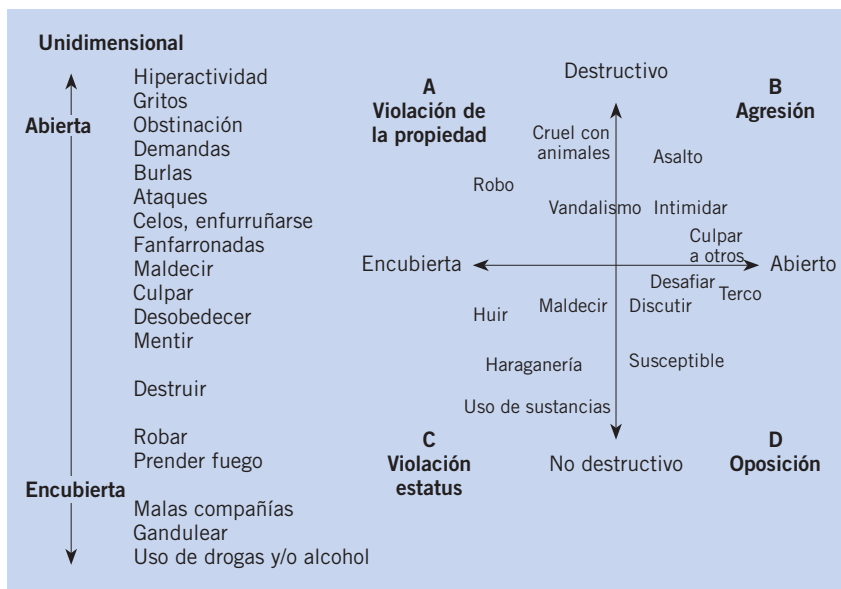 Unidimensional
Abierta
Hiperactividad
Gritos
Obstinación
Demandas
Burlas
Ataques
Celos, enfurruñarse
Fanfarronadas
Maldecir
Culpar
Desobedecer
Mentir
Destruir
Robar
Prender fuego
Encubierta
Malas compañías
Gandulear
Uso de drogas y/o alcohol
A
Violación de
la propiedad
Destructivo
B
Agresión
Cruel con
animales
Asalto
Robo
Vandalismo
Intimidar
Culpar
a otros
Encubierta
Abierto
Desafiar
Terco
Huir
Maldecir
Discutir
Haraganería
Susceptible
Uso de sustancias
C
Violación
estatus
No destructivo
D
Oposición